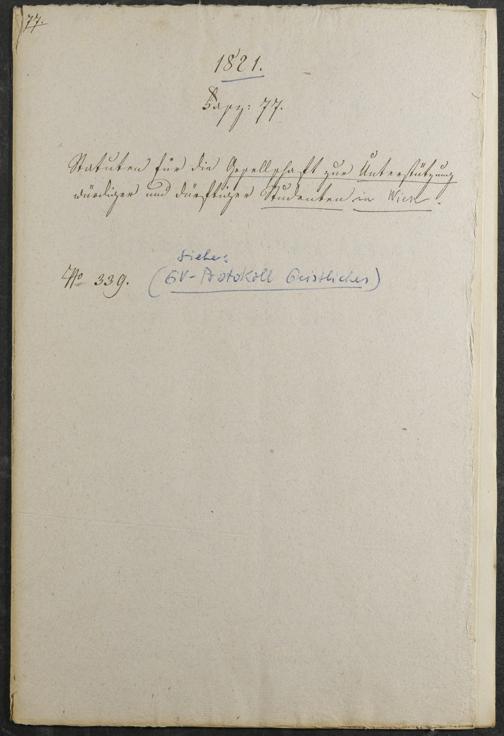 77.
1821.
Fasz: 77.
Statuten für die Gesellschaft zur Unterstützung
würdiger und dürftiger Studenten in Wien.
Siehe:
No 339. (GV-Protokoll Geistliches)